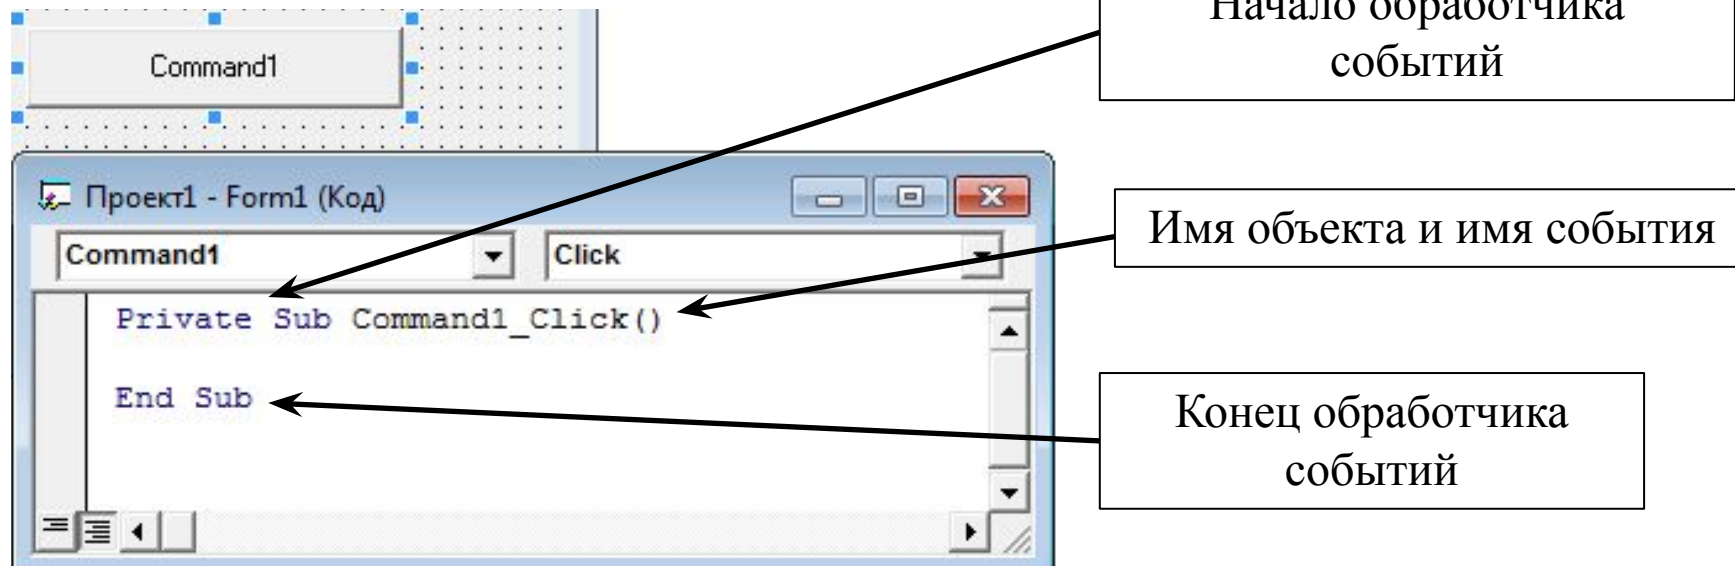 Начало обработчика
событий
Command1
Проект1 - Form1 (Код)
Command1
Click
Имя объекта и имя события
Private Sub Command1_Click()
End Sub
Конец обработчика
событий